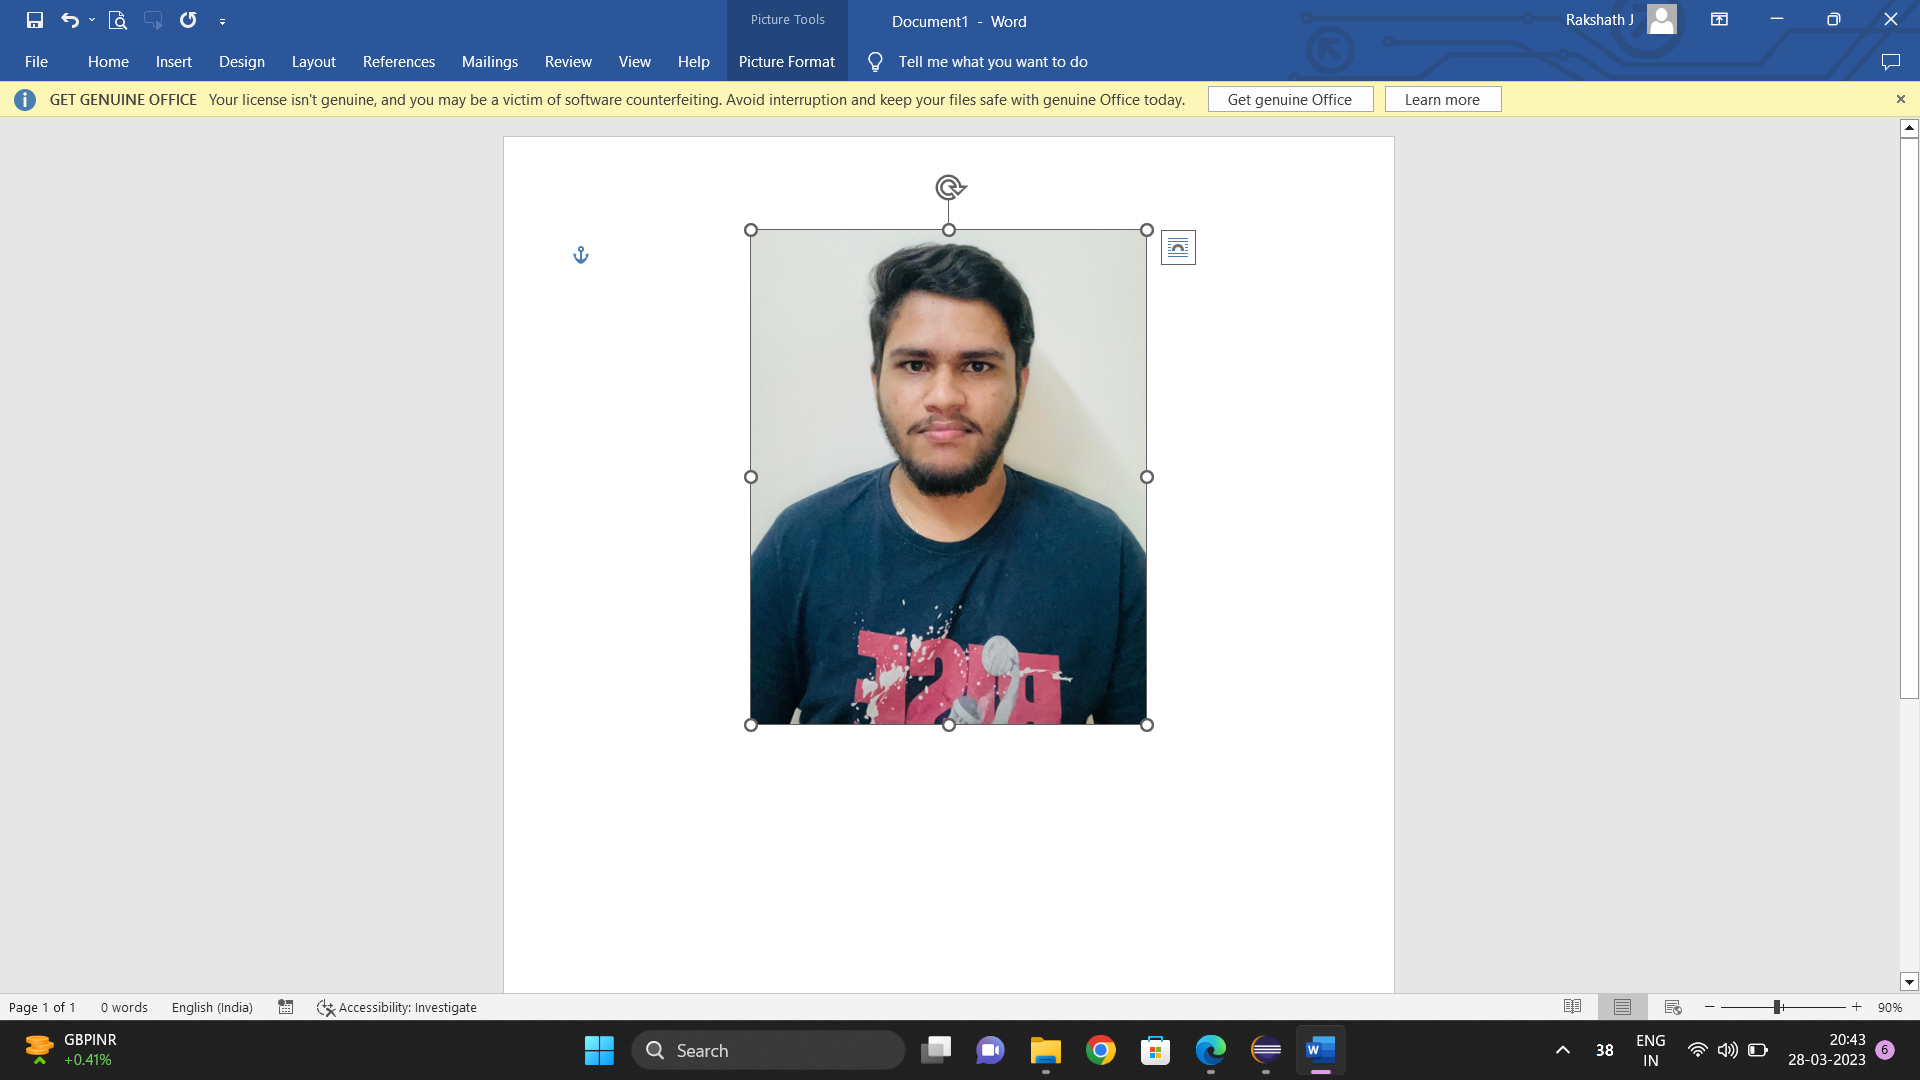 Picture Tools
Document1 - Word
Rakshath J
File Home Insert Design Layout References Mailings Review View Help Picture Format Tell me what you want to do
GET GENUINE OFFICE Your license isn't genuine, and you may be a victim of software counterfeiting. Avoid interruption and keep your files safe with genuine Office today. Get genuine Office Learn more
Page 1 of 1 0 words English (India) Accessibility: Investigate 90%
GBPINR
+0.41%
Search
W
38
ENG
IN
20:43
28-03-2023
6